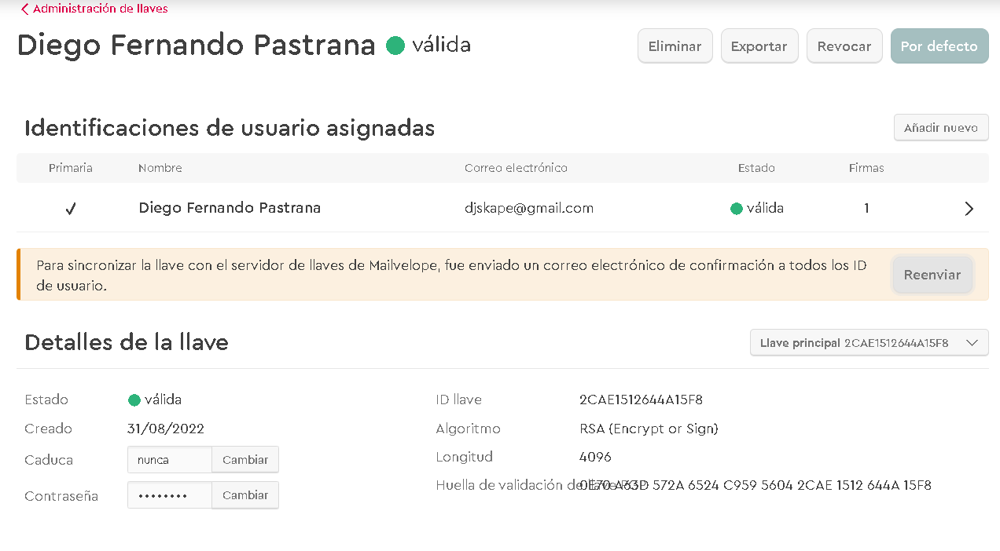 Administración de llaves
Diego Fernando Pastrana válida
Eliminar Exportar Revocar Por defecto
Identificaciones de usuario asignadas
Añadir nuevo
Primaria Nombre Correo electrónico Estado Firmas
Diego Fernando Pastrana djskape@gmail.com válida 1
Para sincronizar la llave con el servidor de llaves de Mailvelope, fue enviado un correo electrónico de confirmación a todos los ID
de usuario.
Reenviar
Detalles de la llave
Llave principal 2CAE1512644A15F8
Estado válida ID llave 2CAE1512644A15F8
Creado 31/08/2022 Algoritmo RSA (Encrypt or Sign)
Caduca nunca Cambiar Longitud 4096
Huella de validación de llave 0E70 A63D 572A 6524 C959 5604 2CAE 1512 644A 15F8
Contraseña •••••••• Cambiar